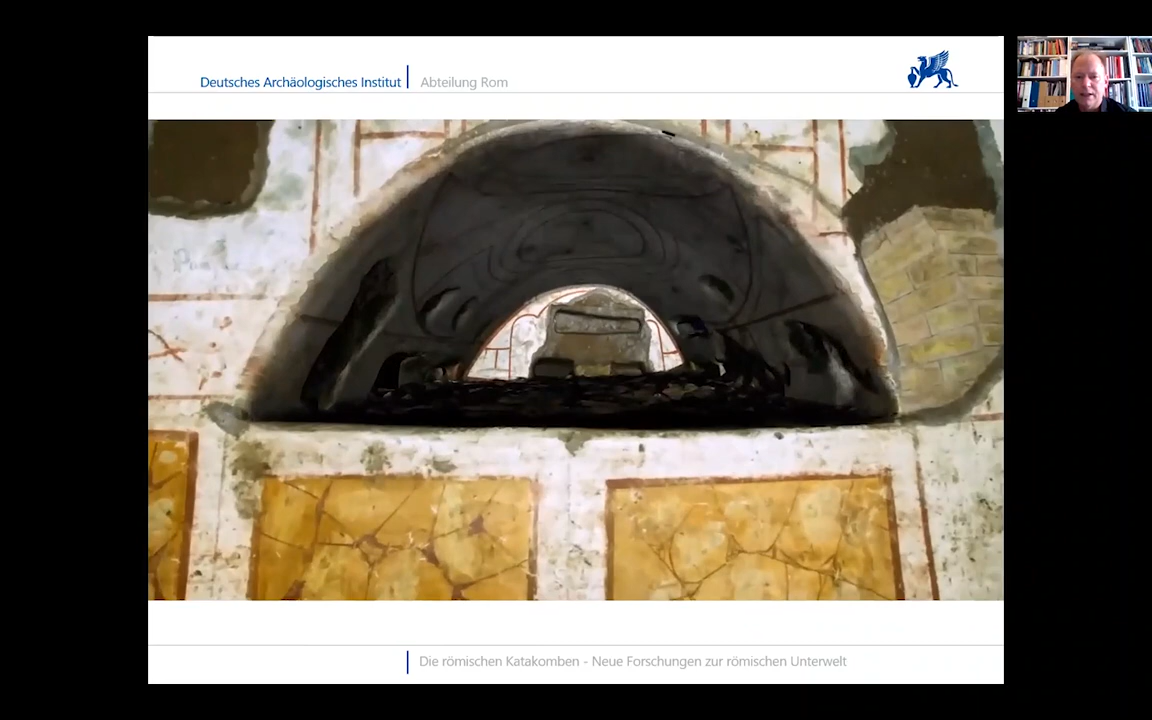 Deutsches Archäologisches Institut
Abteilung Rom
Die römischen Katakomben - Neue Forschungen zur römischen Unterwelt